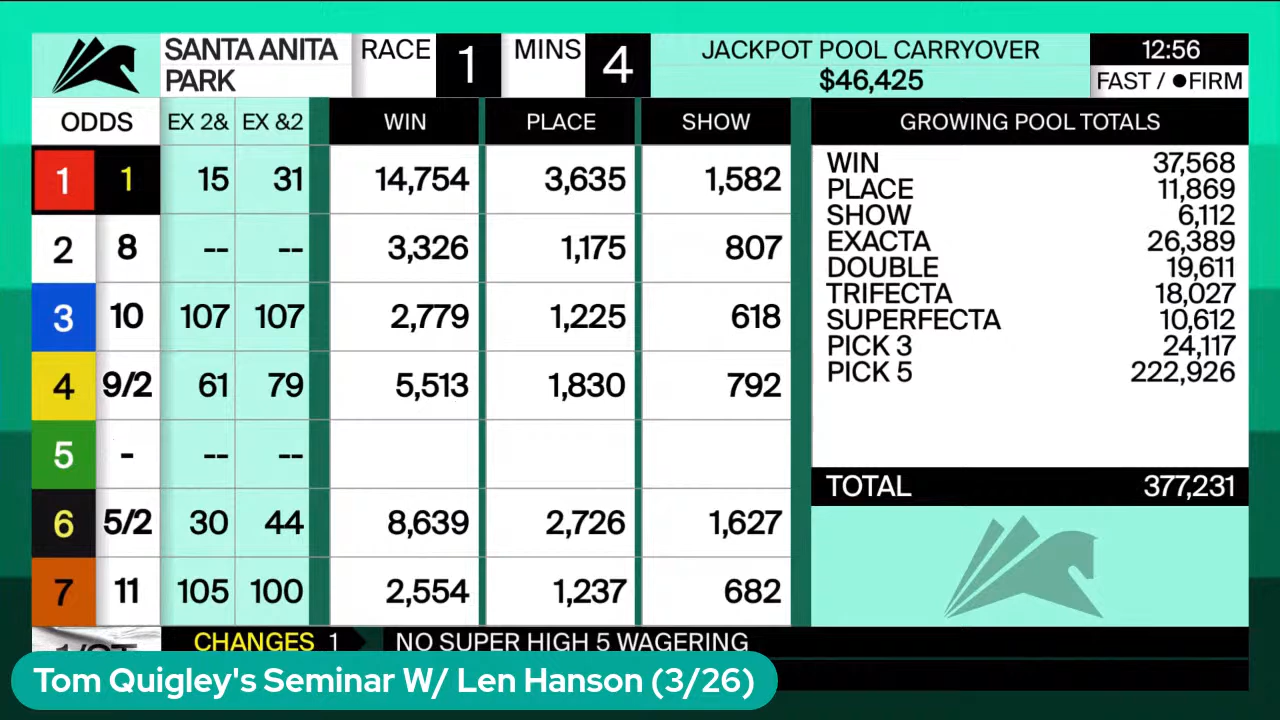 SANTA ANITA PARK RACE 1 MINS 4 JACKPOT POOL CARRYOVER $46,425 12:56 FAST / ●FIRM
ODDS EX 2& EX &2 WIN PLACE SHOW GROWING POOL TOTALS
1 1 15 31 14,754 3,635 1,582
2 8 -- -- 3,326 1,175 807
3 10 107 107 2,779 1,225 618
4 9/2 61 79 5,513 1,830 792
5 - -- --
6 5/2 30 44 8,639 2,726 1,627
7 11 105 100 2,554 1,237 682
WIN 37,568
PLACE 11,869
SHOW 6,112
EXACTA 26,389
DOUBLE 19,611
TRIFECTA 18,027
SUPERFECTA 10,612
PICK 3 24,117
PICK 5 222,926
TOTAL 377,231
CHANGES 1 NO SUPER HIGH 5 WAGERING
Tom Quigley's Seminar W/ Len Hanson (3/26)